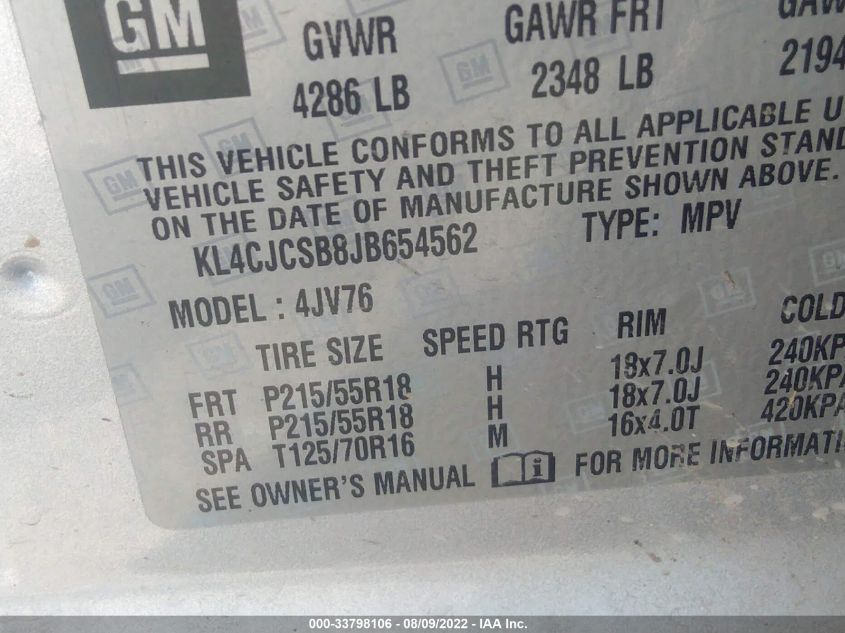 GM GVWR GAWR FRT GAW
4286 LB 2348 LB 2194
THIS VEHICLE CONFORMS TO ALL APPLICABLE U
VEHICLE SAFETY AND THEFT PREVENTION STAND
ON THE DATE OF MANUFACTURE SHOWN ABOVE.
KL4CJCSB8JB654562 TYPE: MPV
MODEL : 4JV76
TIRE SIZE SPEED RTG RIM COLD
FRT P215/55R18 H 18x7.0J 240KPA
RR P215/55R18 H 18x7.0J 240KPA
SPA T125/70R16 M 16x4.0T 420KPA
SEE OWNER'S MANUAL i FOR MORE INFORMATI
000-33798106 - 08/09/2022 - IAA Inc.